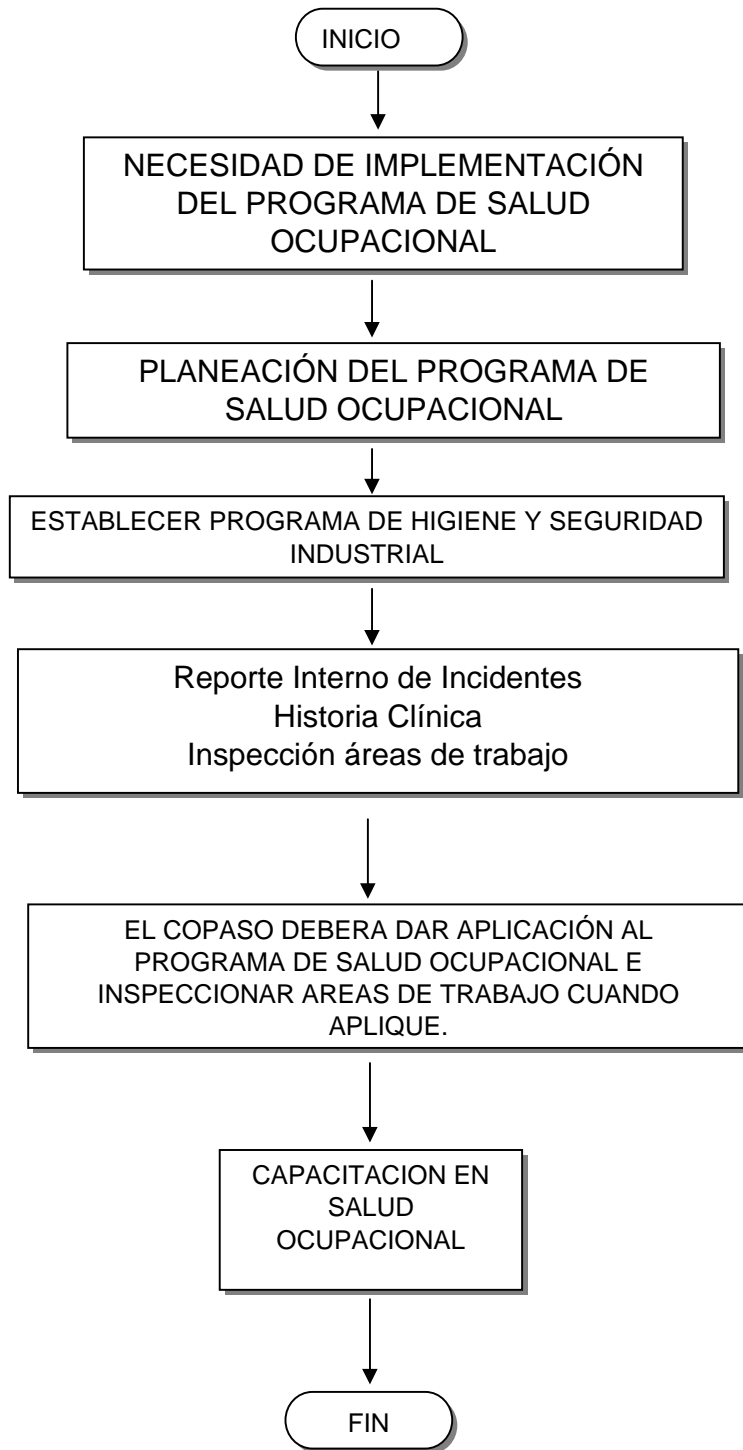 INICIO
NECESIDAD DE IMPLEMENTACIÓN
DEL PROGRAMA DE SALUD
OCUPACIONAL
PLANEACIÓN DEL PROGRAMA DE
SALUD OCUPACIONAL
ESTABLECER PROGRAMA DE HIGIENE Y SEGURIDAD
INDUSTRIAL
Reporte Interno de Incidentes
Historia Clínica
Inspección áreas de trabajo
EL COPASO DEBERA DAR APLICACIÓN AL
PROGRAMA DE SALUD OCUPACIONAL E
INSPECCIONAR AREAS DE TRABAJO CUANDO
APLIQUE.
CAPACITACION EN
SALUD
OCUPACIONAL
FIN